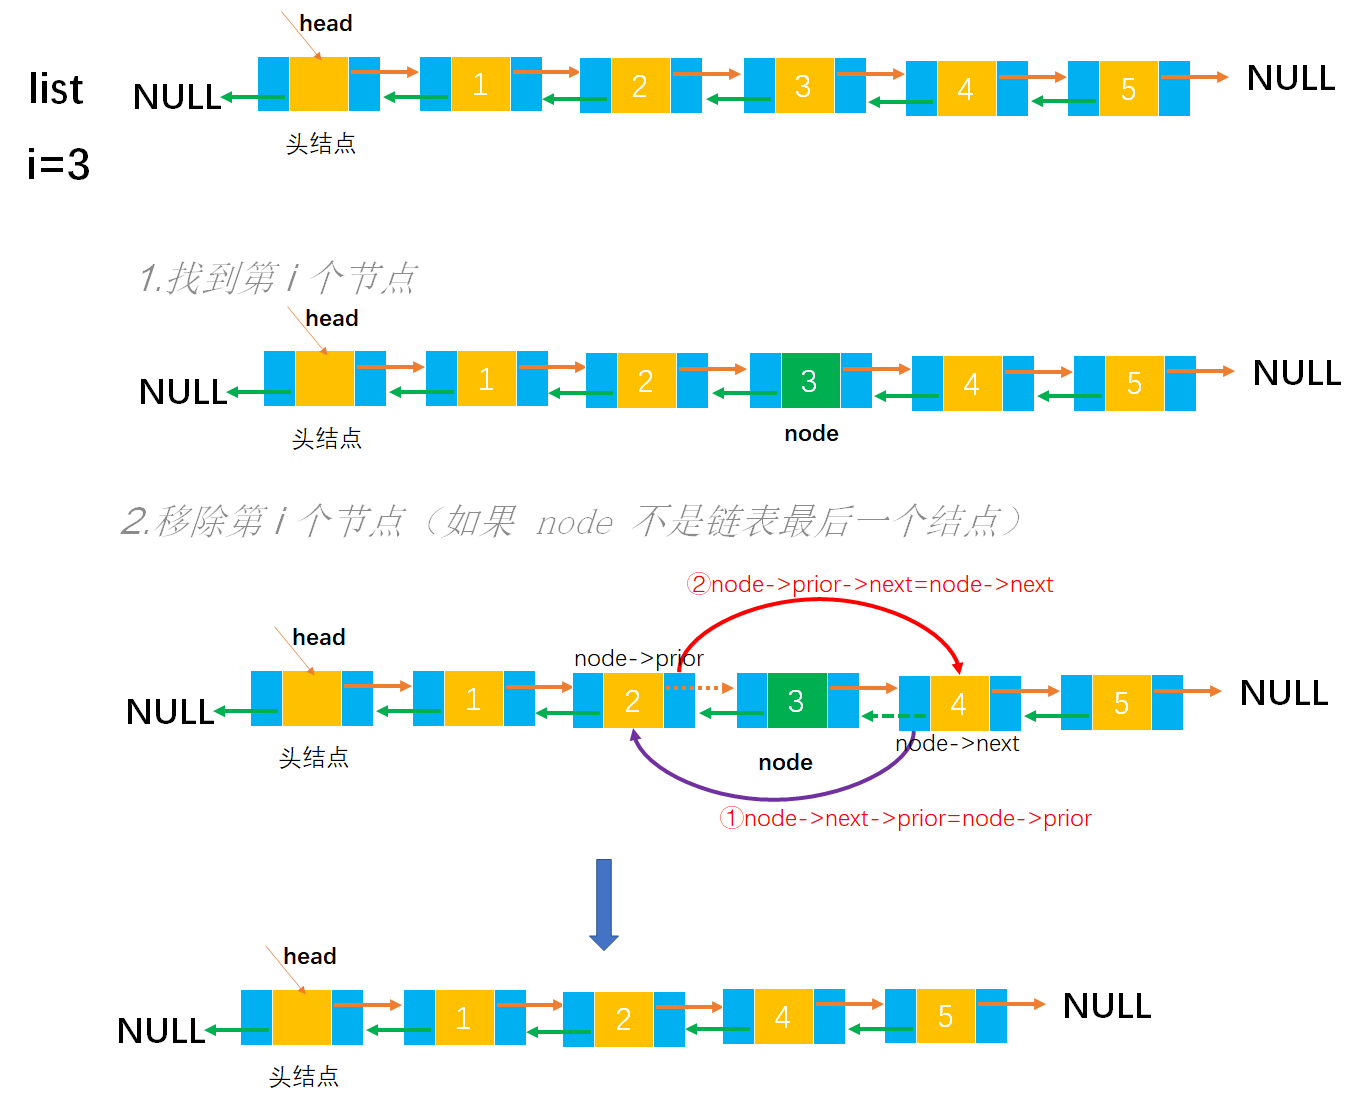 head
list
NULL
1
2
3
4
5
NULL
头结点
i=3
1.找到第 i 个节点
head
NULL
1
2
3
4
5
NULL
头结点
node
2.移除第 i 个节点（如果 node 不是链表最后一个结点）
②node->prior->next=node->next
head
node->prior
NULL
1
2
3
4
5
NULL
头结点
node
node->next
①node->next->prior=node->prior
head
NULL
1
2
4
5
NULL
头结点